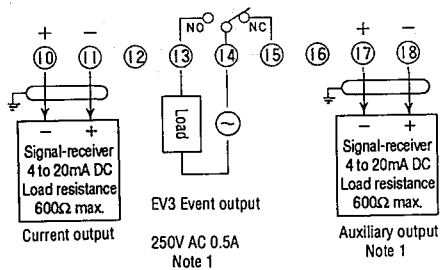 NO NC
+ − + −
10 11 12 13 14 15 16 17 18
− +
Signal-receiver
4 to 20mA DC
Load resistance
600Ω max.
Current output
Load
~
EV3 Event output
250V AC 0.5A
Note 1
− +
Signal-receiver
4 to 20mA DC
Load resistance
600Ω max.
Auxiliary output
Note 1